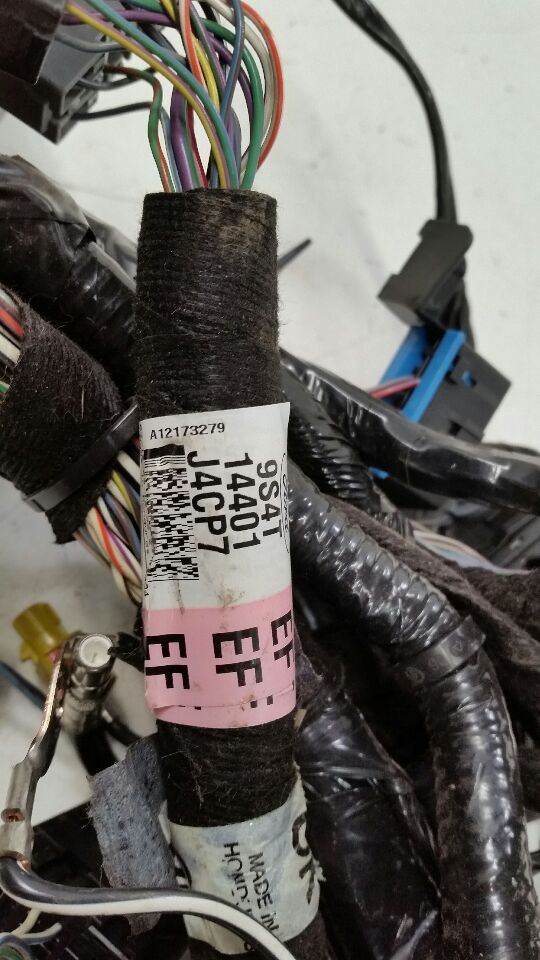 A12173279
9S4T
14401
J4CP7
EF
EF
EF
MADE IN